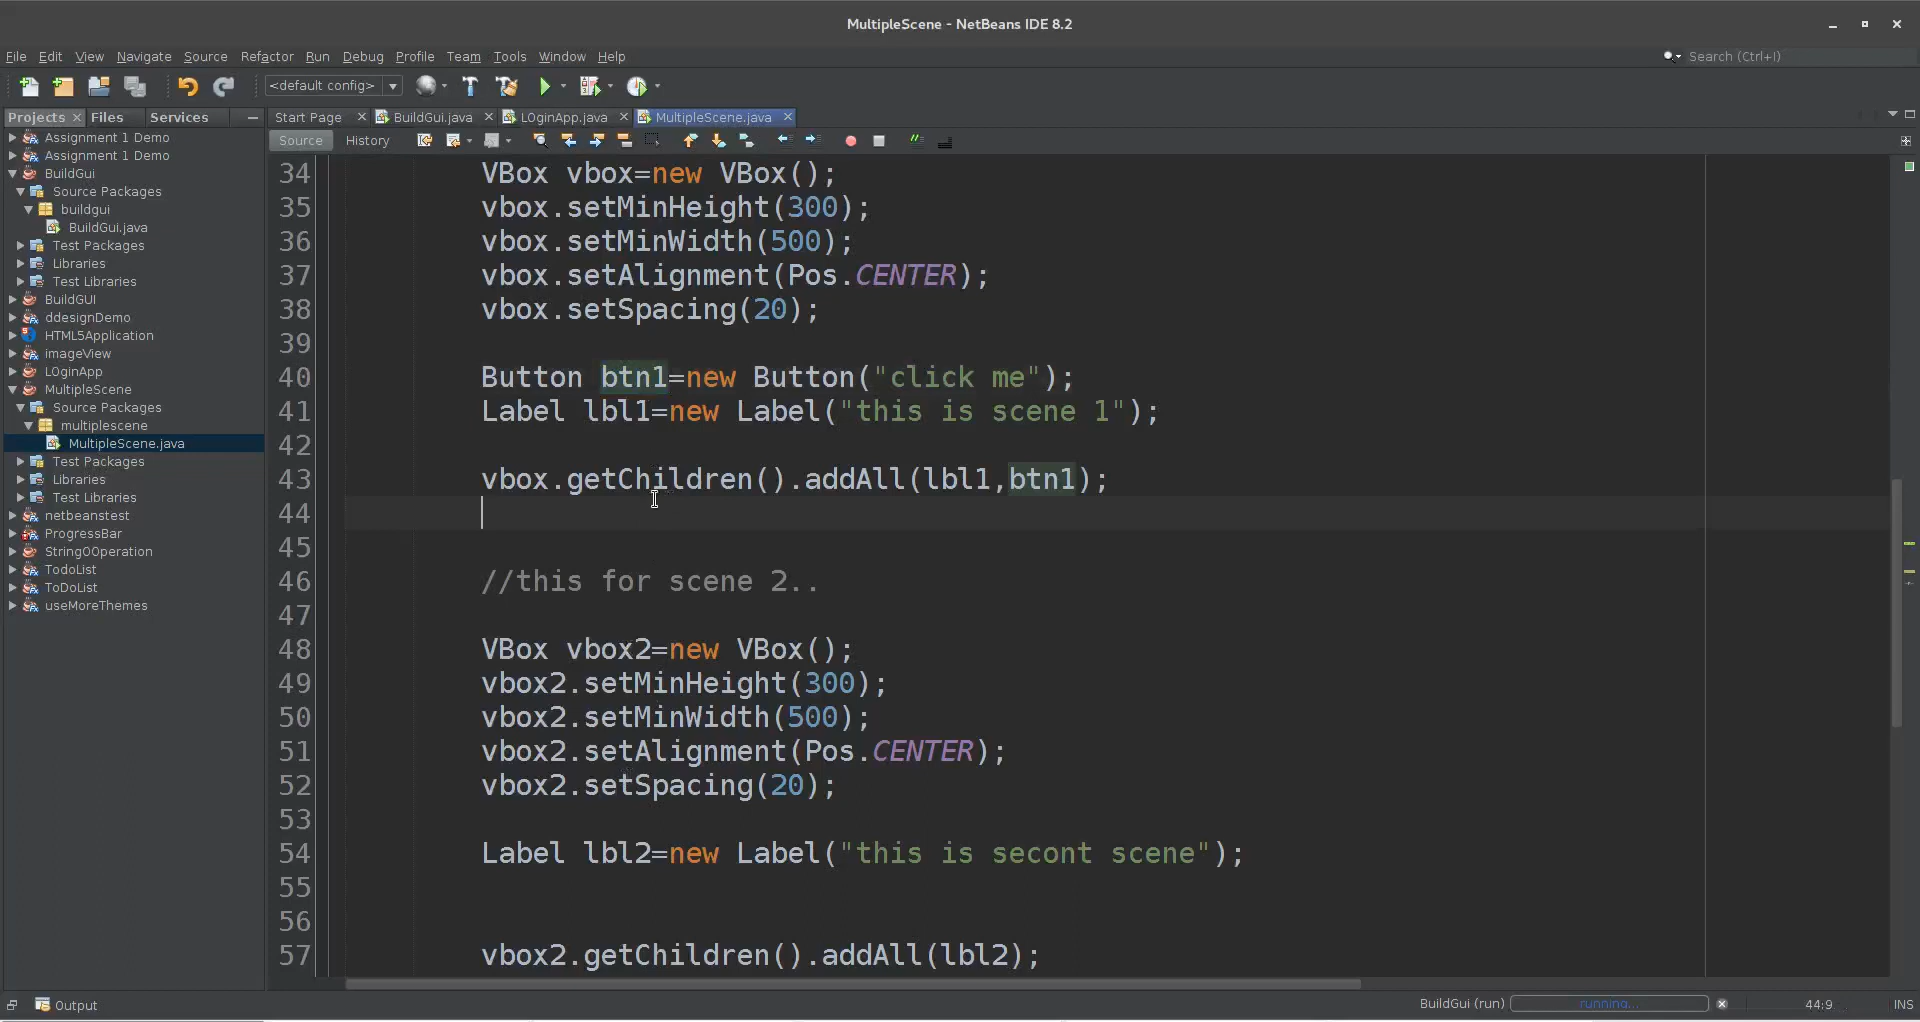 MultipleScene - NetBeans IDE 8.2
File Edit View Navigate Source Refactor Run Debug Profile Team Tools Window Help
Search (Ctrl+I)
<default config>
Projects Files Services
Start Page BuildGui.java LOginApp.java MultipleScene.java
Source History
Assignment 1 Demo
Assignment 1 Demo
BuildGui
Source Packages
buildgui
BuildGui.java
Test Packages
Libraries
Test Libraries
BuildGUI
ddesignDemo
HTML5Application
imageView
LOginApp
MultipleScene
Source Packages
multiplescene
MultipleScene.java
Test Packages
Libraries
Test Libraries
netbeanstest
ProgressBar
StringOOperation
TodoList
ToDoList
useMoreThemes
34 VBox vbox=new VBox();
35 vbox.setMinHeight(300);
36 vbox.setMinWidth(500);
37 vbox.setAlignment(Pos.CENTER);
38 vbox.setSpacing(20);
39
40 Button btn1=new Button("click me");
41 Label lbl1=new Label("this is scene 1");
42
43 vbox.getChildren().addAll(lbl1,btn1);
44
45
46 //this for scene 2..
47
48 VBox vbox2=new VBox();
49 vbox2.setMinHeight(300);
50 vbox2.setMinWidth(500);
51 vbox2.setAlignment(Pos.CENTER);
52 vbox2.setSpacing(20);
53
54 Label lbl2=new Label("this is secont scene");
55
56
57 vbox2.getChildren().addAll(lbl2);
Output
BuildGui (run) running... 44:9 INS